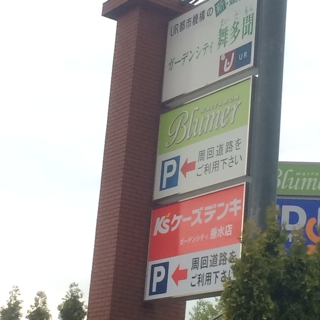 UR都市機構の
ガーデンシティ 舞多聞
UR
Blumer
P
周回道路を
ご利用下さい
K's ケーズデンキ
ガーデンシティ 垂水店
P
周回道路を
ご利用下さい
Blume